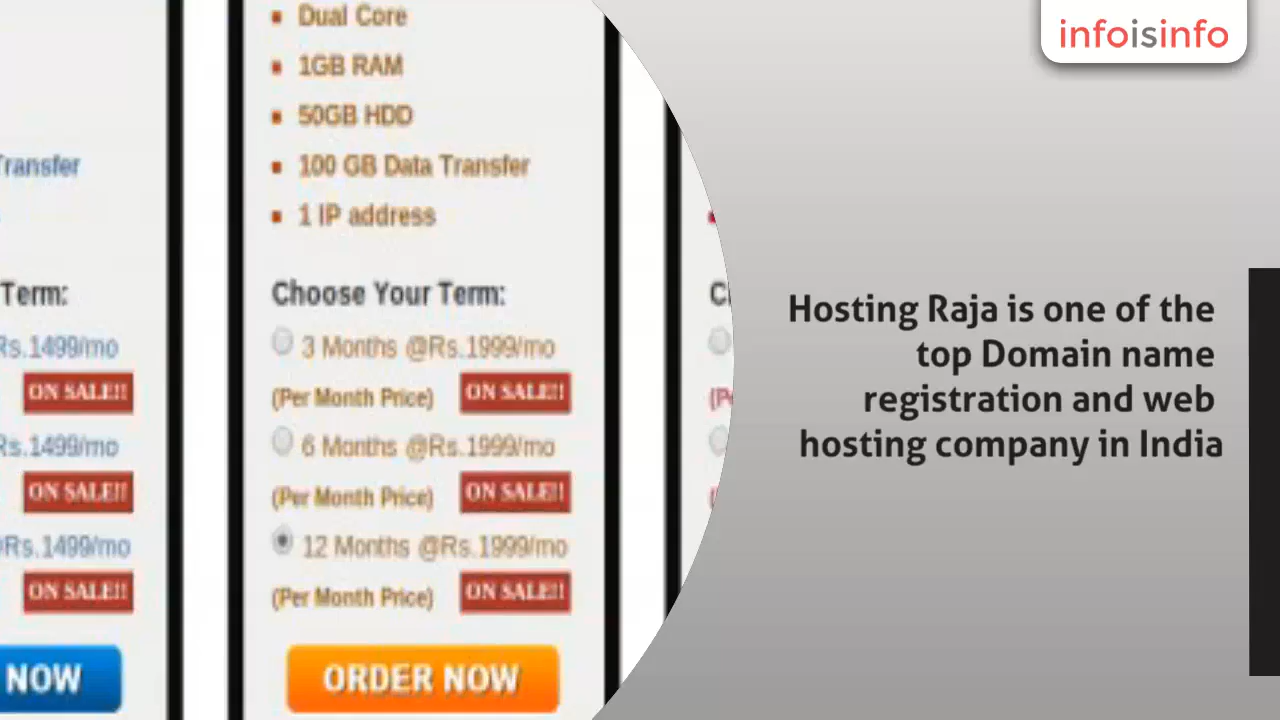 infoisinfo
Transfer
Term:
Rs.1499/mo
ON SALE!!
Rs.1499/mo
ON SALE!!
@Rs.1499/mo
ON SALE!!
NOW
Dual Core
1GB RAM
50GB HDD
100 GB Data Transfer
1 IP address
Choose Your Term:
3 Months @Rs.1999/mo
(Per Month Price) ON SALE!!
6 Months @Rs.1999/mo
(Per Month Price) ON SALE!!
12 Months @Rs.1999/mo
(Per Month Price) ON SALE!!
ORDER NOW
Hosting Raja is one of the
top Domain name
registration and web
hosting company in India